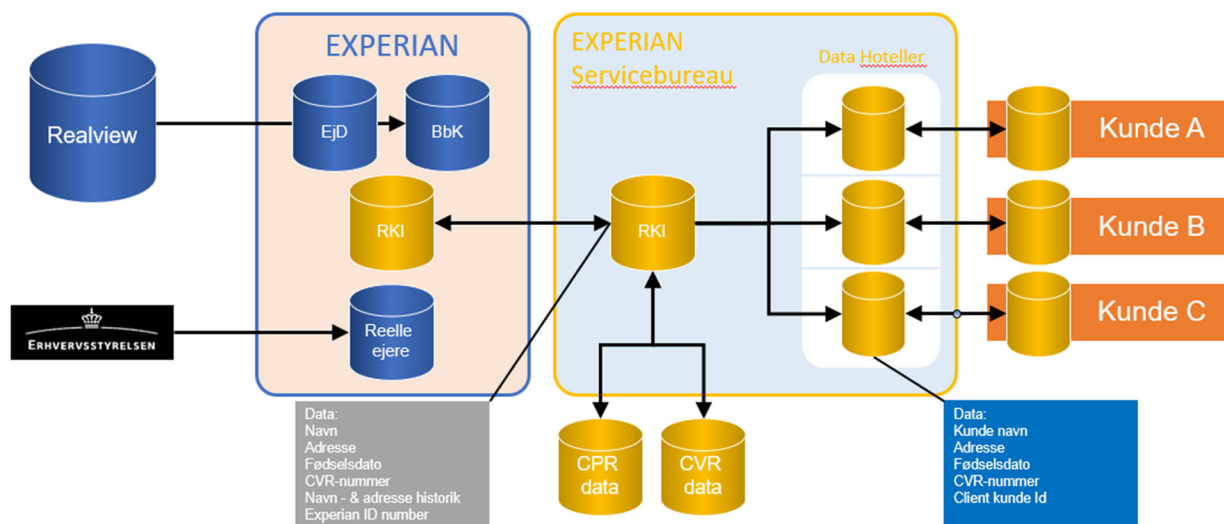 EXPERIAN
EXPERIAN
Servicebureau
Data Hoteller
Realview
EjD
BbK
Kunde A
RKI
RKI
Kunde B
Reelle
ejere
Kunde C
ERHVERVSSTYRELSEN
Data:
Navn
Adresse
Fødselsdato
CVR-nummer
Navn - & adresse historik
Experian ID number
CPR
data
CVR
data
Data:
Kunde navn
Adresse
Fødselsdato
CVR-nummer
Client kunde Id